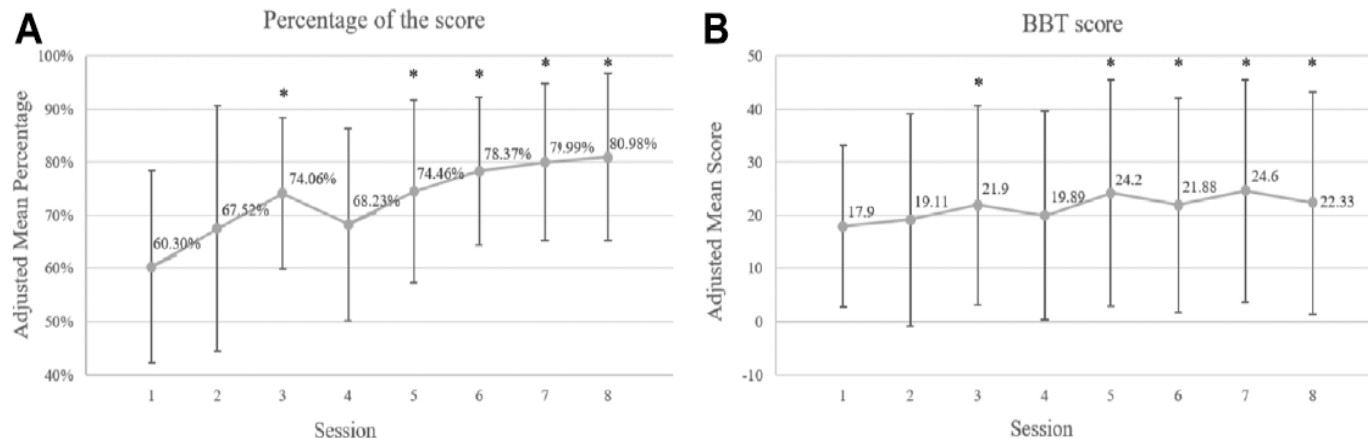 A
Percentage of the score
Adjusted Mean Percentage
100%
90%
80%
70%
60%
50%
40%
* * * * *
60.30%
67.52%
74.06%
68.23%
74.46%
78.37%
79.99%
80.98%
1 2 3 4 5 6 7 8
Session
B
BBT score
Adjusted Mean Score
50
40
30
20
10
0
-10
* * * * *
17.9
19.11
21.9
19.89
24.2
21.88
24.6
22.33
1 2 3 4 5 6 7 8
Session